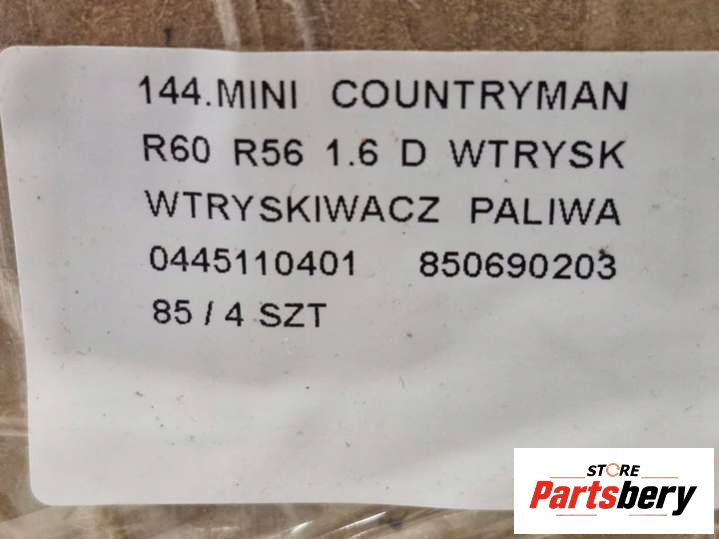 144.MINI COUNTRYMAN
R60 R56 1.6 D WTRYSK
WTRYSKIWACZ PALIWA
0445110401 850690203
85 / 4 SZT
STORE
Partsbery